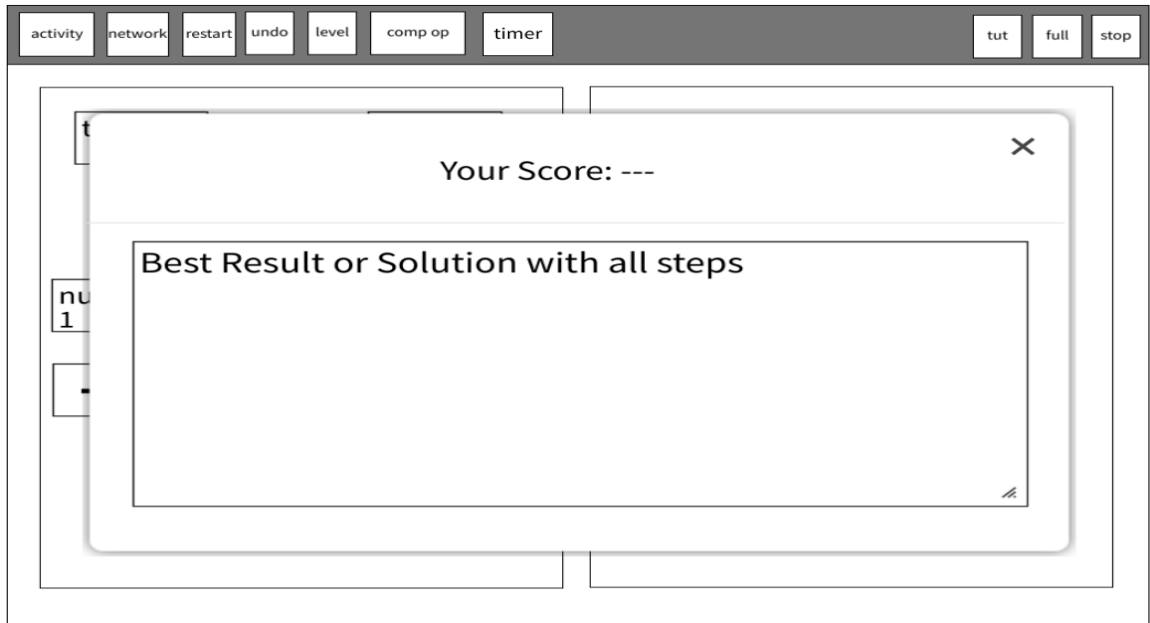 activity
network
restart
undo
level
comp op
timer
tut
full
stop
Your Score: ---
Best Result or Solution with all steps
1